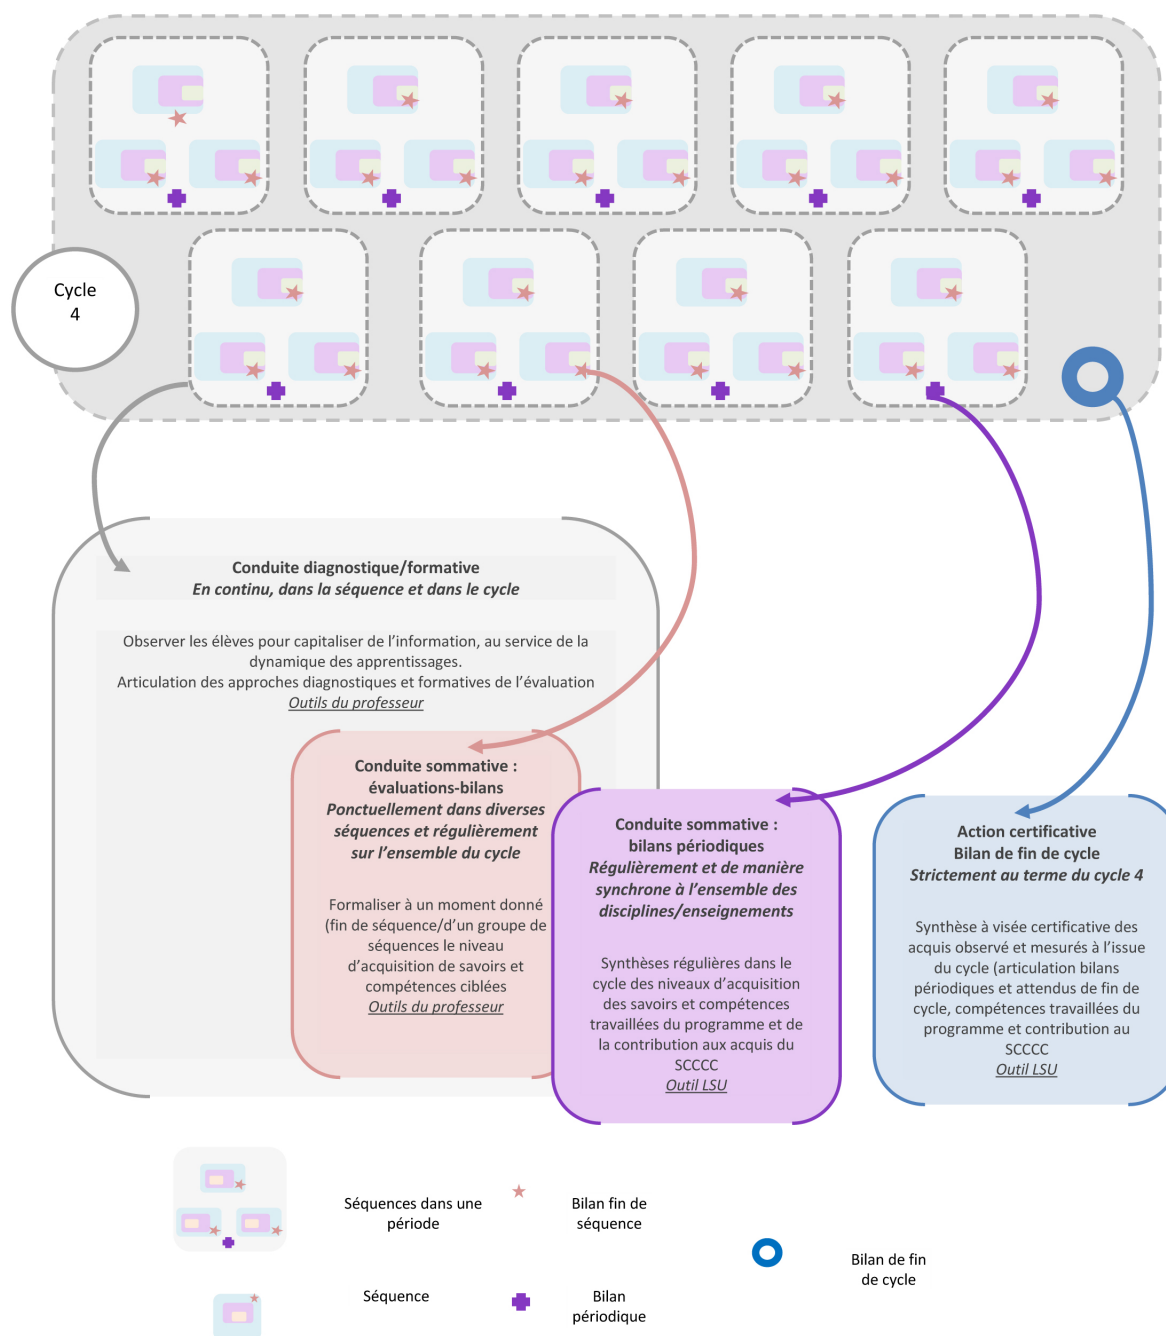 Cycle
4
Conduite diagnostique/formative
En continu, dans la séquence et dans le cycle
Observer les élèves pour capitaliser de l’information, au service de la
dynamique des apprentissages.
Articulation des approches diagnostiques et formatives de l’évaluation
Outils du professeur
Conduite sommative :
évaluations-bilans
Ponctuellement dans diverses
séquences et régulièrement
sur l’ensemble du cycle
Formaliser à un moment donné
(fin de séquence/d’un groupe de
séquences le niveau
d’acquisition de savoirs et
compétences ciblées
Outils du professeur
Conduite sommative :
bilans périodiques
Régulièrement et de manière
synchrone à l’ensemble des
disciplines/enseignements
Synthèses régulières dans le
cycle des niveaux d’acquisition
des savoirs et compétences
travaillées du programme et de
la contribution aux acquis du
SCCCC
Outil LSU
Action certificative
Bilan de fin de cycle
Strictement au terme du cycle 4
Synthèse à visée certificative des
acquis observé et mesurés à l’issue
du cycle (articulation bilans
périodiques et attendus de fin de
cycle, compétences travaillées du
programme et contribution au
SCCCC
Outil LSU
Séquences dans une
période
Bilan fin de
séquence
Bilan de fin
de cycle
Séquence
Bilan
périodique